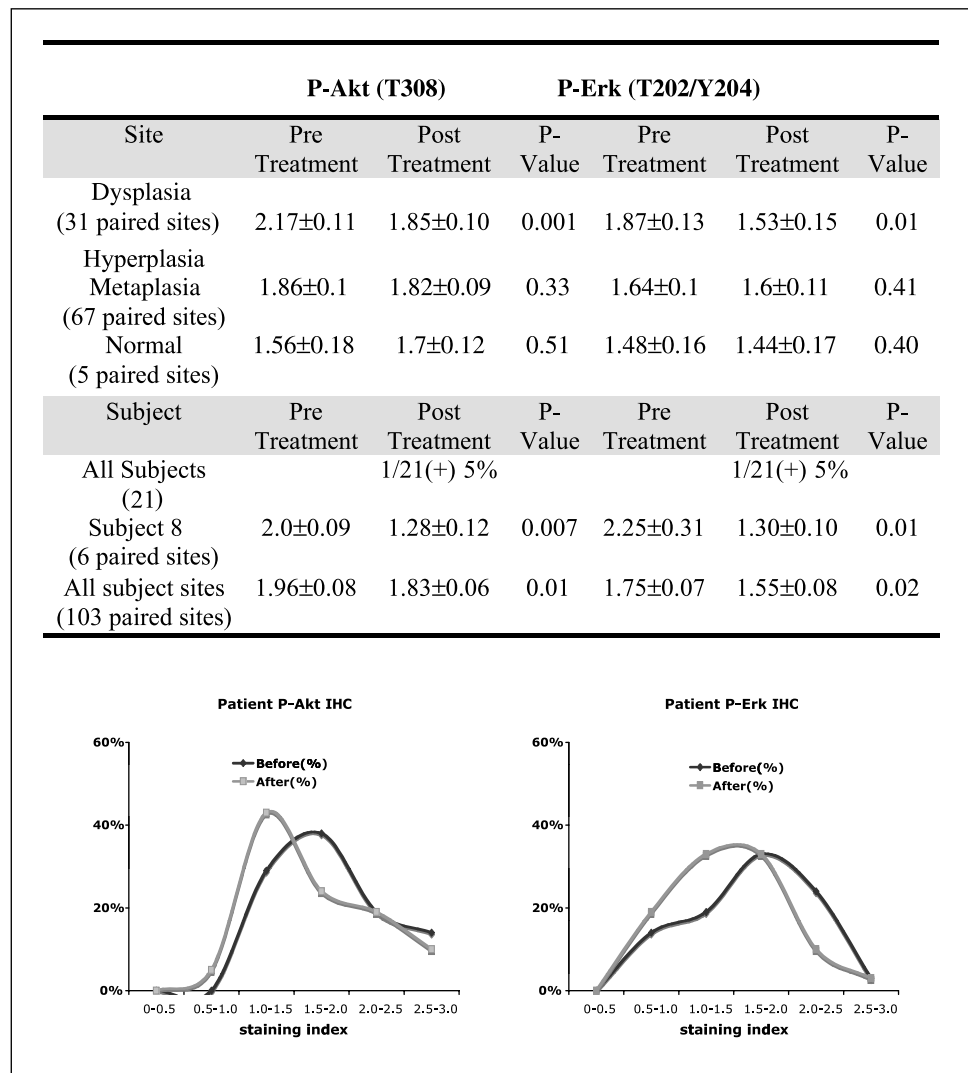 P-Akt (T308) P-Erk (T202/Y204)
Site Pre Post P- Pre Post P-
Treatment Treatment Value Treatment Treatment Value
Dysplasia
(31 paired sites) 2.17±0.11 1.85±0.10 0.001 1.87±0.13 1.53±0.15 0.01
Hyperplasia
Metaplasia 1.86±0.1 1.82±0.09 0.33 1.64±0.1 1.6±0.11 0.41
(67 paired sites)
Normal 1.56±0.18 1.7±0.12 0.51 1.48±0.16 1.44±0.17 0.40
(5 paired sites)
Subject Pre Post P- Pre Post P-
Treatment Treatment Value Treatment Treatment Value
All Subjects 1/21(+) 5% 1/21(+) 5%
(21)
Subject 8 2.0±0.09 1.28±0.12 0.007 2.25±0.31 1.30±0.10 0.01
(6 paired sites)
All subject sites 1.96±0.08 1.83±0.06 0.01 1.75±0.07 1.55±0.08 0.02
(103 paired sites)
Patient P-Akt IHC
60%
Before(%)
After(%)
40%
20%
0%
0-0.5 0.5-1.0 1.0-1.5 1.5-2.0 2.0-2.5 2.5-3.0
staining index
Patient P-Erk IHC
60%
Before(%)
After(%)
40%
20%
0%
0-0.5 0.5-1.0 1.0-1.5 1.5-2.0 2.0-2.5 2.5-3.0
staining index